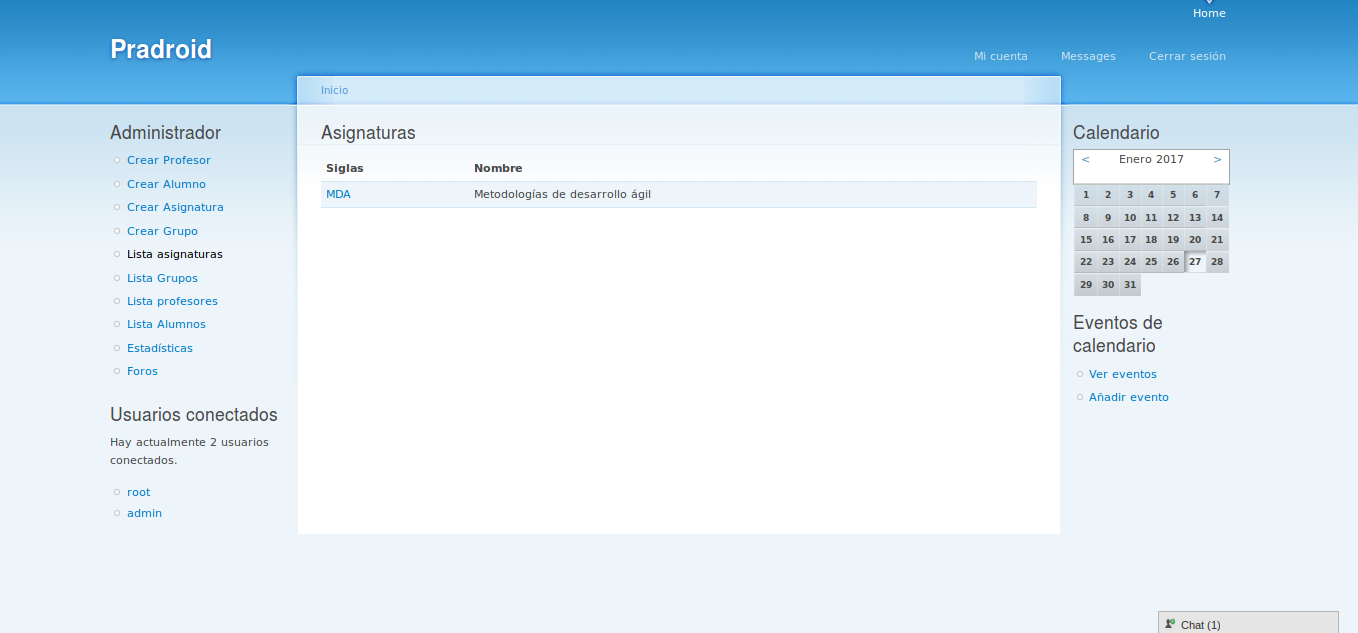 Home
Pradroid
Mi cuenta Messages Cerrar sesión
Inicio
Administrador
Crear Profesor
Crear Alumno
Crear Asignatura
Crear Grupo
Lista asignaturas
Lista Grupos
Lista profesores
Lista Alumnos
Estadísticas
Foros
Usuarios conectados
Hay actualmente 2 usuarios
conectados.
root
admin
Asignaturas
Siglas Nombre
MDA Metodologías de desarrollo ágil
Calendario
< Enero 2017 >
1 2 3 4 5 6 7
8 9 10 11 12 13 14
15 16 17 18 19 20 21
22 23 24 25 26 27 28
29 30 31
Eventos de
calendario
Ver eventos
Añadir evento
Chat (1)